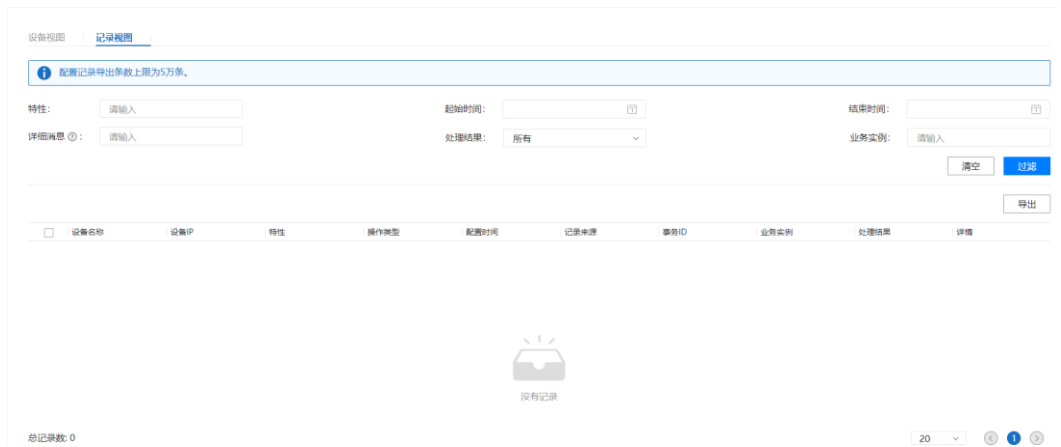 设备视图 记录视图
配置记录导出条数上限为5万条。
特性: 请输入 起始时间: 结束时间:
详细消息 ? : 请输入 处理结果: 所有 业务实例: 请输入
清空 过滤
导出
设备名称 设备IP 特性 操作类型 配置时间 记录来源 事务ID 业务实例 处理结果 详情
没有记录
总记录数: 0 20 1